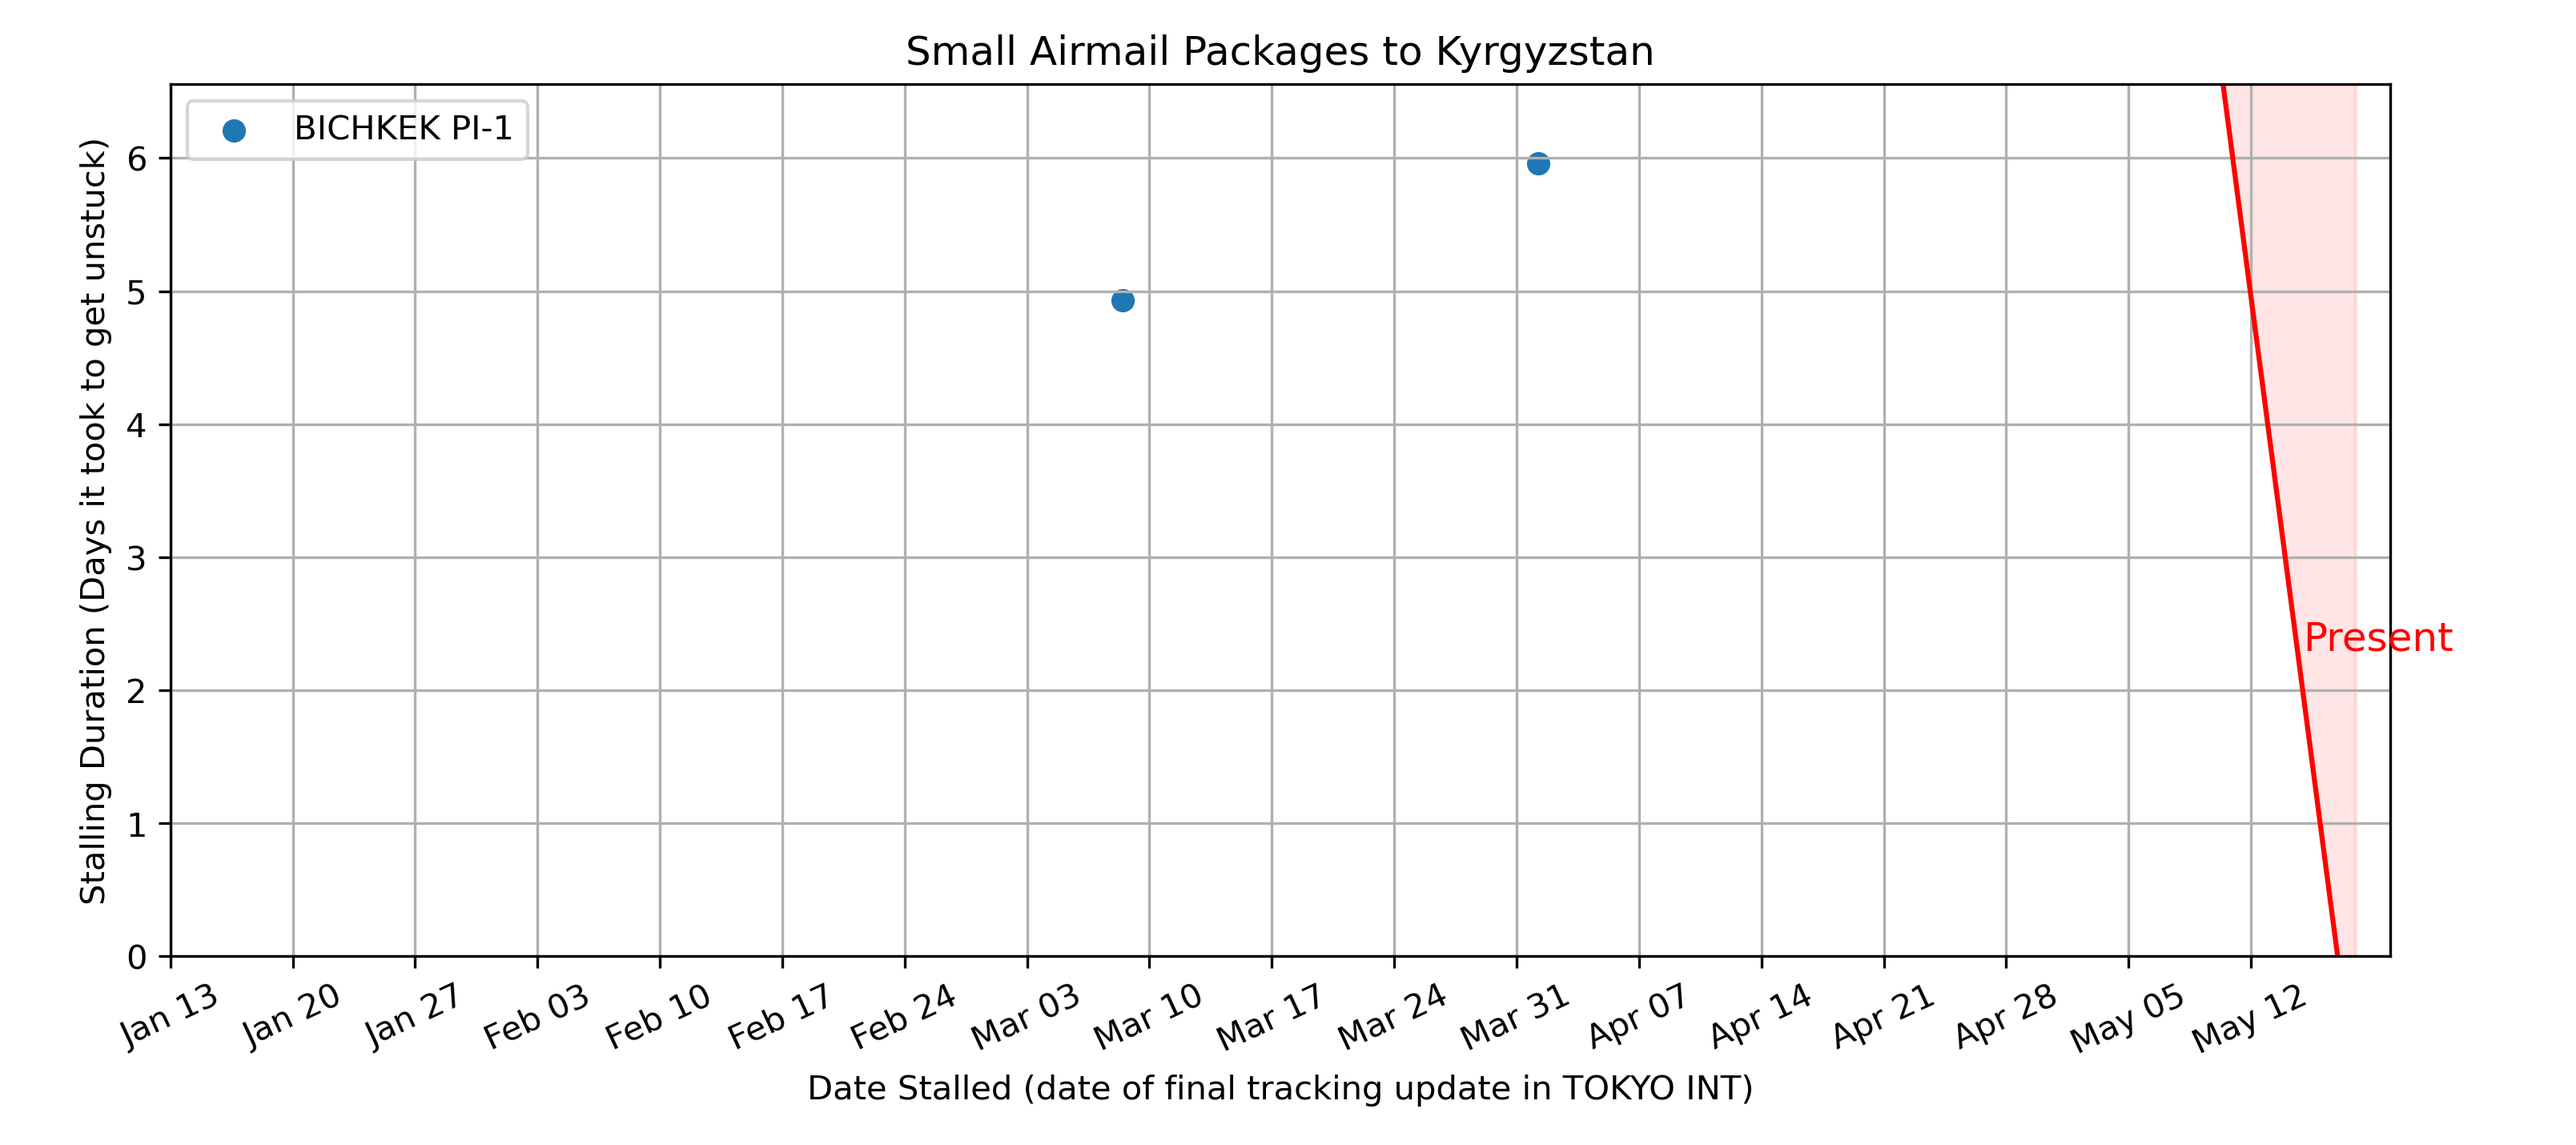 Small Airmail Packages to Kyrgyzstan
BICHKEK PI-1
Stalling Duration (Days it took to get unstuck)
6
5
4
3
2
1
0
Present
Jan 13
Jan 20
Jan 27
Feb 03
Feb 10
Feb 17
Feb 24
Mar 03
Mar 10
Mar 17
Mar 24
Mar 31
Apr 07
Apr 14
Apr 21
Apr 28
May 05
May 12
Date Stalled (date of final tracking update in TOKYO INT)